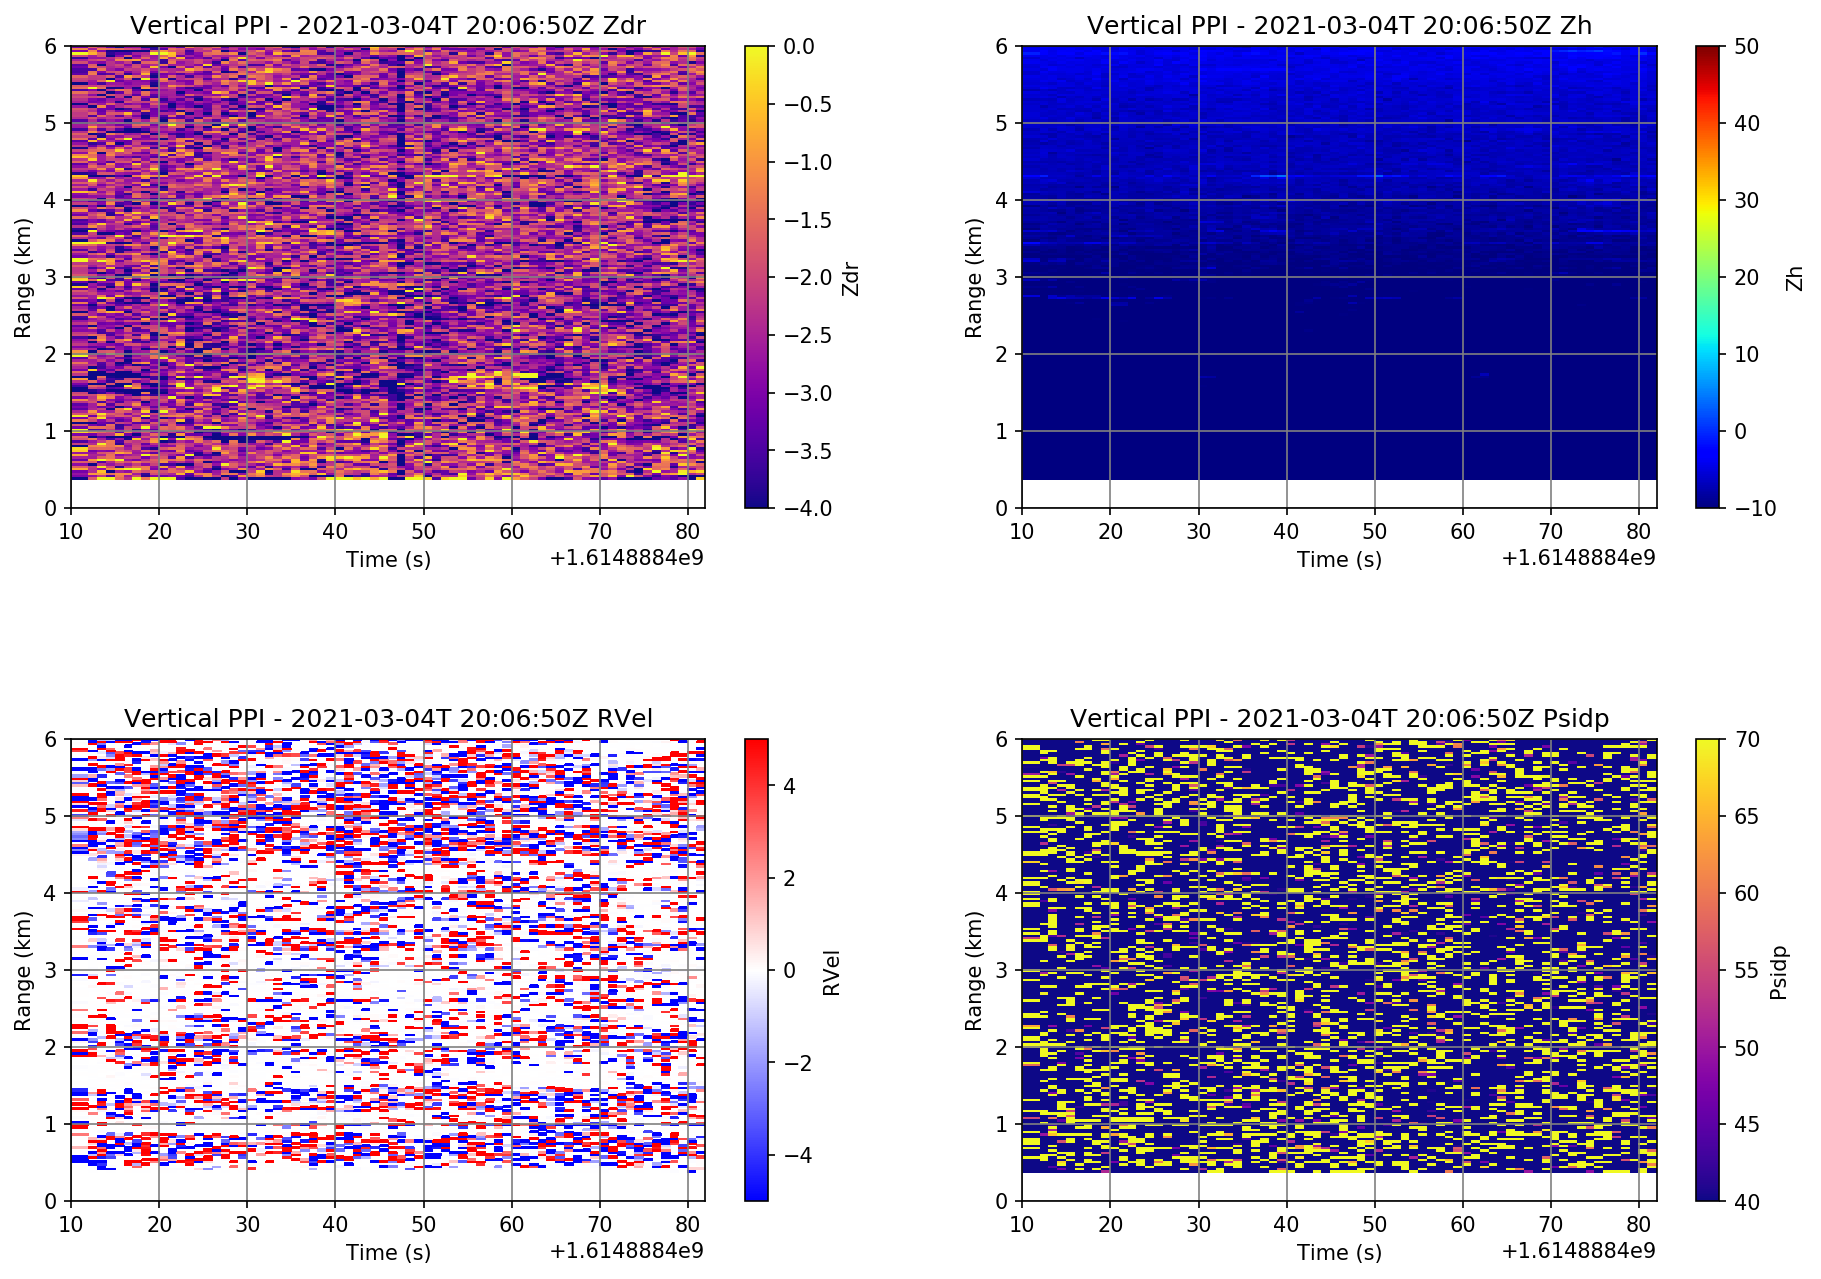 Vertical PPI - 2021-03-04T 20:06:50Z Zdr
6
5
4
3
2
1
0
Range (km)
10 20 30 40 50 60 70 80
Time (s)
+1.6148884e9
0.0
−0.5
−1.0
−1.5
−2.0
−2.5
−3.0
−3.5
−4.0
Zdr
Vertical PPI - 2021-03-04T 20:06:50Z Zh
6
5
4
3
2
1
0
Range (km)
10 20 30 40 50 60 70 80
Time (s)
+1.6148884e9
50
40
30
20
10
0
−10
Zh
Vertical PPI - 2021-03-04T 20:06:50Z RVel
6
5
4
3
2
1
0
Range (km)
10 20 30 40 50 60 70 80
Time (s)
+1.6148884e9
4
2
0
−2
−4
RVel
Vertical PPI - 2021-03-04T 20:06:50Z Psidp
6
5
4
3
2
1
0
Range (km)
10 20 30 40 50 60 70 80
Time (s)
+1.6148884e9
70
65
60
55
50
45
40
Psidp